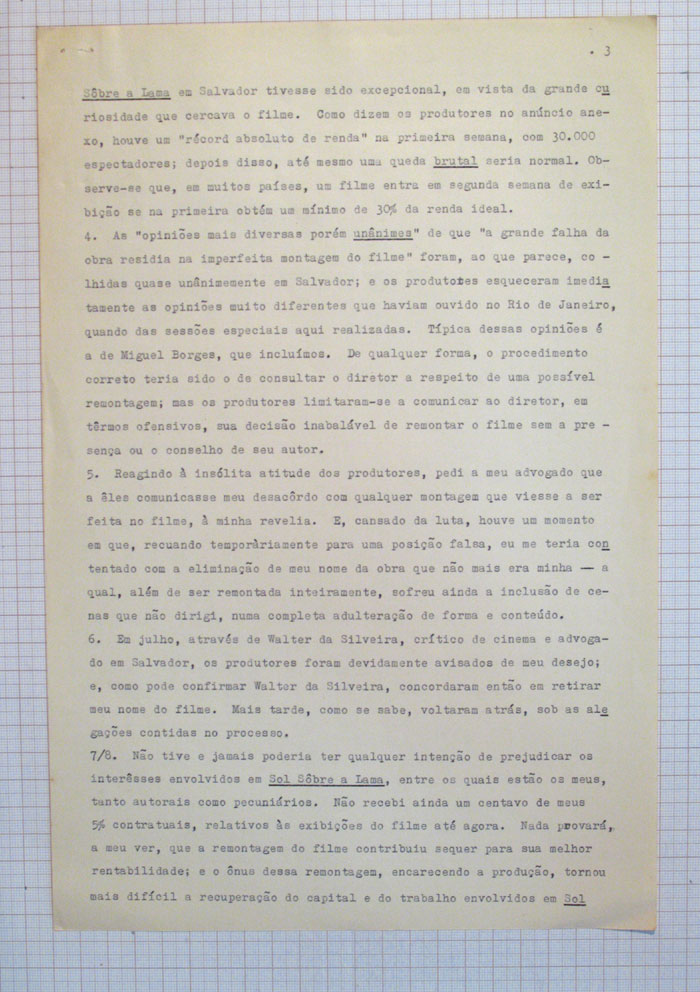 . 3
Sôbre a Lama em Salvador tivesse sido excepcional, em vista da grande cu
riosidade que cercava o filme. Como dizem os produtores no anúncio ane-
xo, houve um "récord absoluto de renda" na primeira semana, com 30.000
espectadores; depois disso, até mesmo uma queda brutal seria normal. Ob-
serve-se que, em muitos países, um filme entra em segunda semana de exi-
bição se na primeira obtém um mínimo de 30% da renda ideal.
4. As "opiniões mais diversas porém unânimes" de que "a grande falha da
obra residia na imperfeita montagem do filme" foram, ao que parece, co -
lhidas quase unânimemente em Salvador; e os produtores esqueceram imedia
tamente as opiniões muito diferentes que haviam ouvido no Rio de Janeiro,
quando das sessões especiais aqui realizadas. Típica dessas opiniões é
a de Miguel Borges, que incluímos. De qualquer forma, o procedimento
correto teria sido o de consultar o diretor a respeito de uma possível
remontagem; mas os produtores limitaram-se a comunicar ao diretor, em
têrmos ofensivos, sua decisão inabalável de remontar o filme sem a pre -
sença ou o conselho de seu autor.
5. Reagindo à insólita atitude dos produtores, pedi a meu advogado que
a êles comunicasse meu desacôrdo com qualquer montagem que viesse a ser
feita no filme, à minha revelia. E, cansado da luta, houve um momento
em que, recuando temporàriamente para uma posição falsa, eu me teria con
tentado com a eliminação de meu nome da obra que não mais era minha — a
qual, além de ser remontada inteiramente, sofreu ainda a inclusão de ce-
nas que não dirigi, numa completa adulteração de forma e conteúdo.
6. Em julho, através de Walter da Silveira, crítico de cinema e advoga-
do em Salvador, os produtores foram devidamente avisados de meu desejo;
e, como pode confirmar Walter da Silveira, concordaram então em retirar
meu nome do filme. Mais tarde, como se sabe, voltaram atrás, sob as ale
gações contidas no processo.
7/8. Não tive e jamais poderia ter qualquer intenção de prejudicar os
interêsses envolvidos em Sol Sôbre a Lama, entre os quais estão os meus,
tanto autorais como pecuniários. Não recebi ainda um centavo de meus
5% contratuais, relativos às exibições do filme até agora. Nada provará,
a meu ver, que a remontagem do filme contribuiu sequer para sua melhor
rentabilidade; e o ônus dessa remontagem, encarecendo a produção, tornou
mais difícil a recuperação do capital e do trabalho envolvidos em Sol